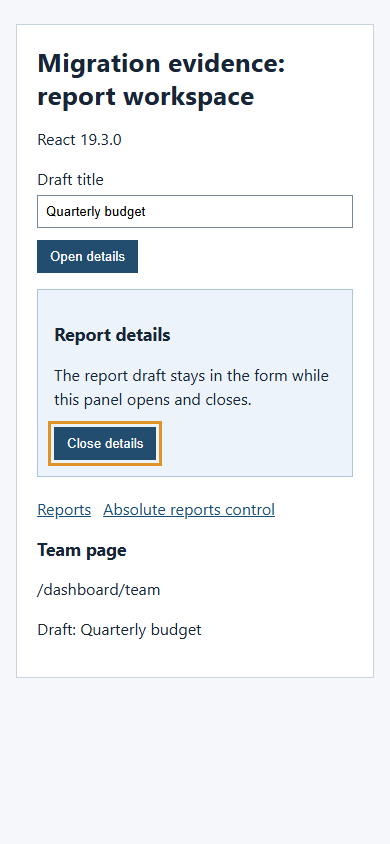 Migration evidence:
report workspace
React 19.3.0
Draft title
Quarterly budget
Open details
Report details
The report draft stays in the form while
this panel opens and closes.
Close details
Reports Absolute reports control
Team page
/dashboard/team
Draft: Quarterly budget